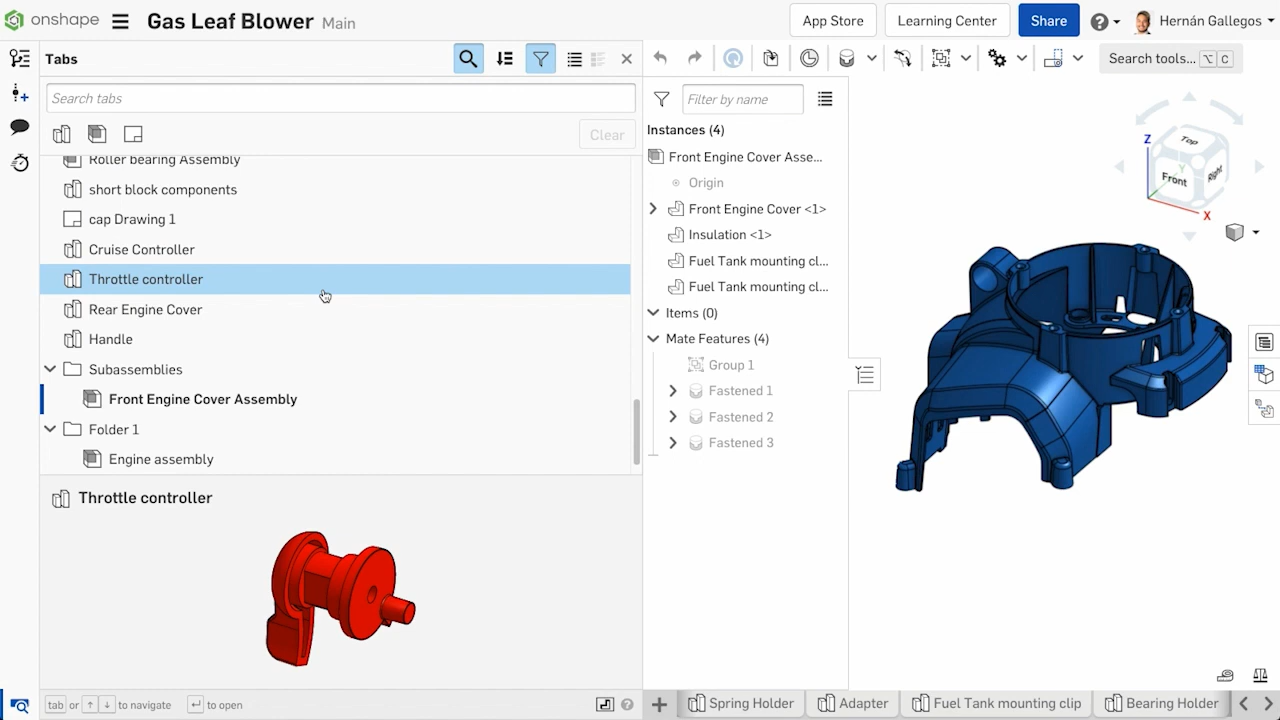 onshape
Gas Leaf Blower Main
App Store
Learning Center
Share
?
Hernán Gallegos
Tabs
Search tools... ⌥ C
Search tabs
Clear
Roller bearing Assembly
short block components
cap Drawing 1
Cruise Controller
Throttle controller
Rear Engine Cover
Handle
Subassemblies
Front Engine Cover Assembly
Folder 1
Engine assembly
Throttle controller
tab or ↑ ↓ to navigate ↵ to open
?
Filter by name
Instances (4)
Front Engine Cover Asse...
Origin
Front Engine Cover <1>
Insulation <1>
Fuel Tank mounting cl...
Fuel Tank mounting cl...
Items (0)
Mate Features (4)
Group 1
Fastened 1
Fastened 2
Fastened 3
Z
Top
Y
Front
Right
X
Spring Holder
Adapter
Fuel Tank mounting clip
Bearing Holder